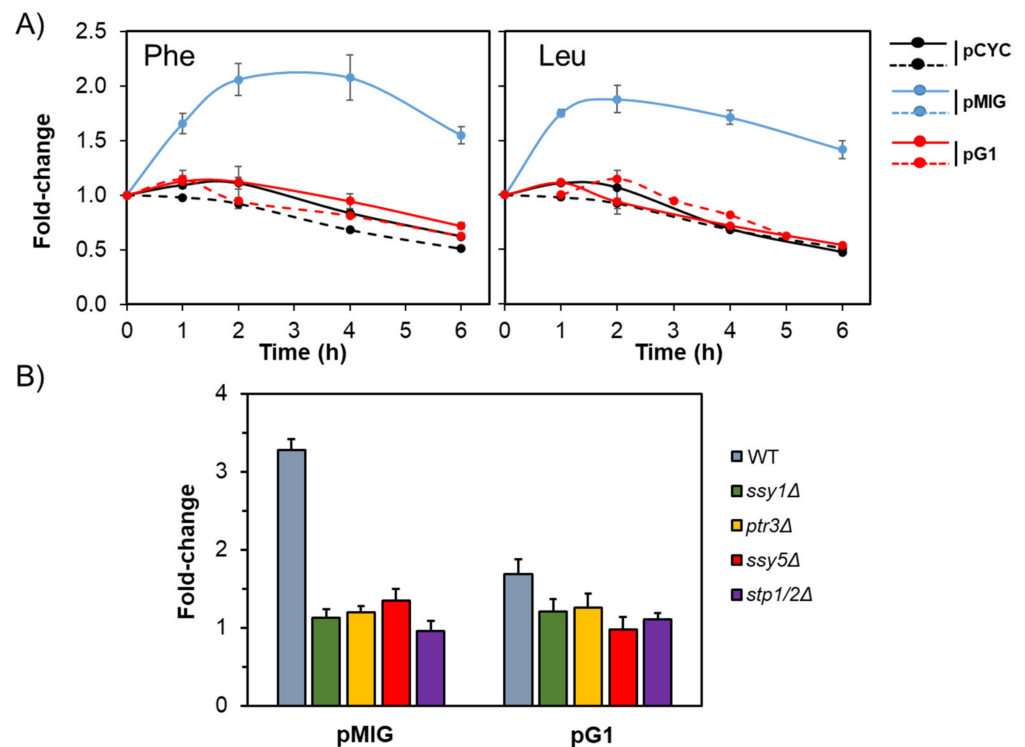 A)
Phe
Leu
Fold-change
2.5
2.0
1.5
1.0
0.5
0.0
0 1 2 3 4 5 6
0 1 2 3 4 5 6
Time (h)
Time (h)
pCYC
pMIG
pG1
B)
Fold-change
4
3
2
1
0
pMIG
pG1
WT
ssy1Δ
ptr3Δ
ssy5Δ
stp1/2Δ